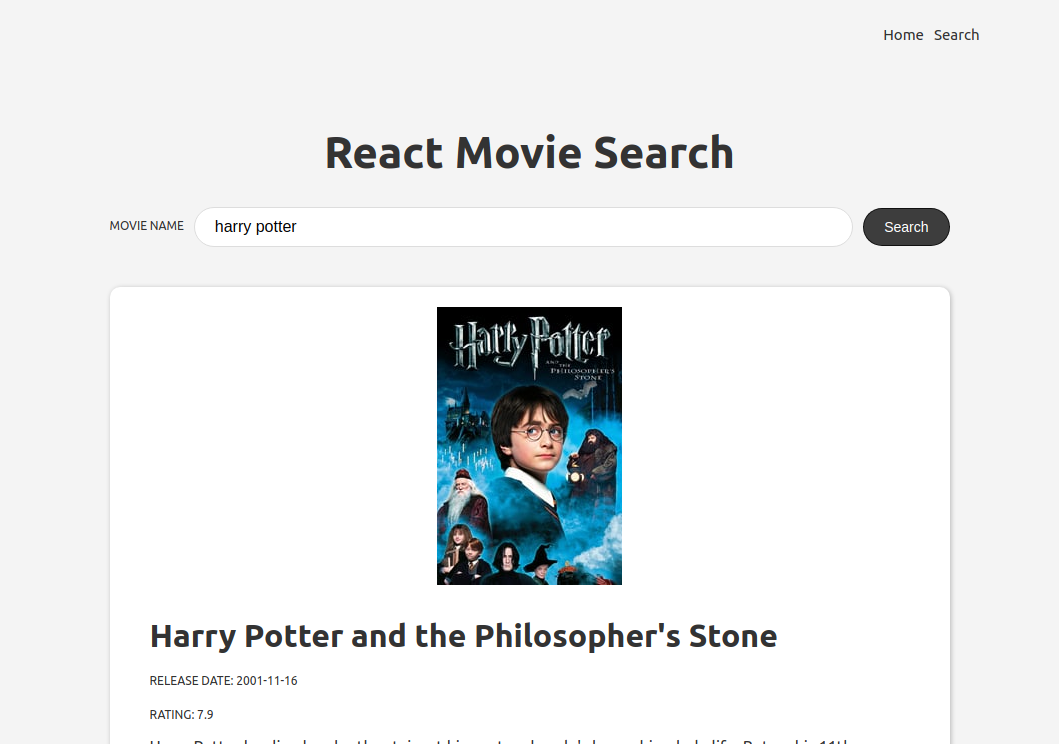 Home Search
React Movie Search
MOVIE NAME harry potter Search
Harry Potter
AND THE
PHILOSOPHER'S
STONE
Harry Potter and the Philosopher's Stone
RELEASE DATE: 2001-11-16
RATING: 7.9